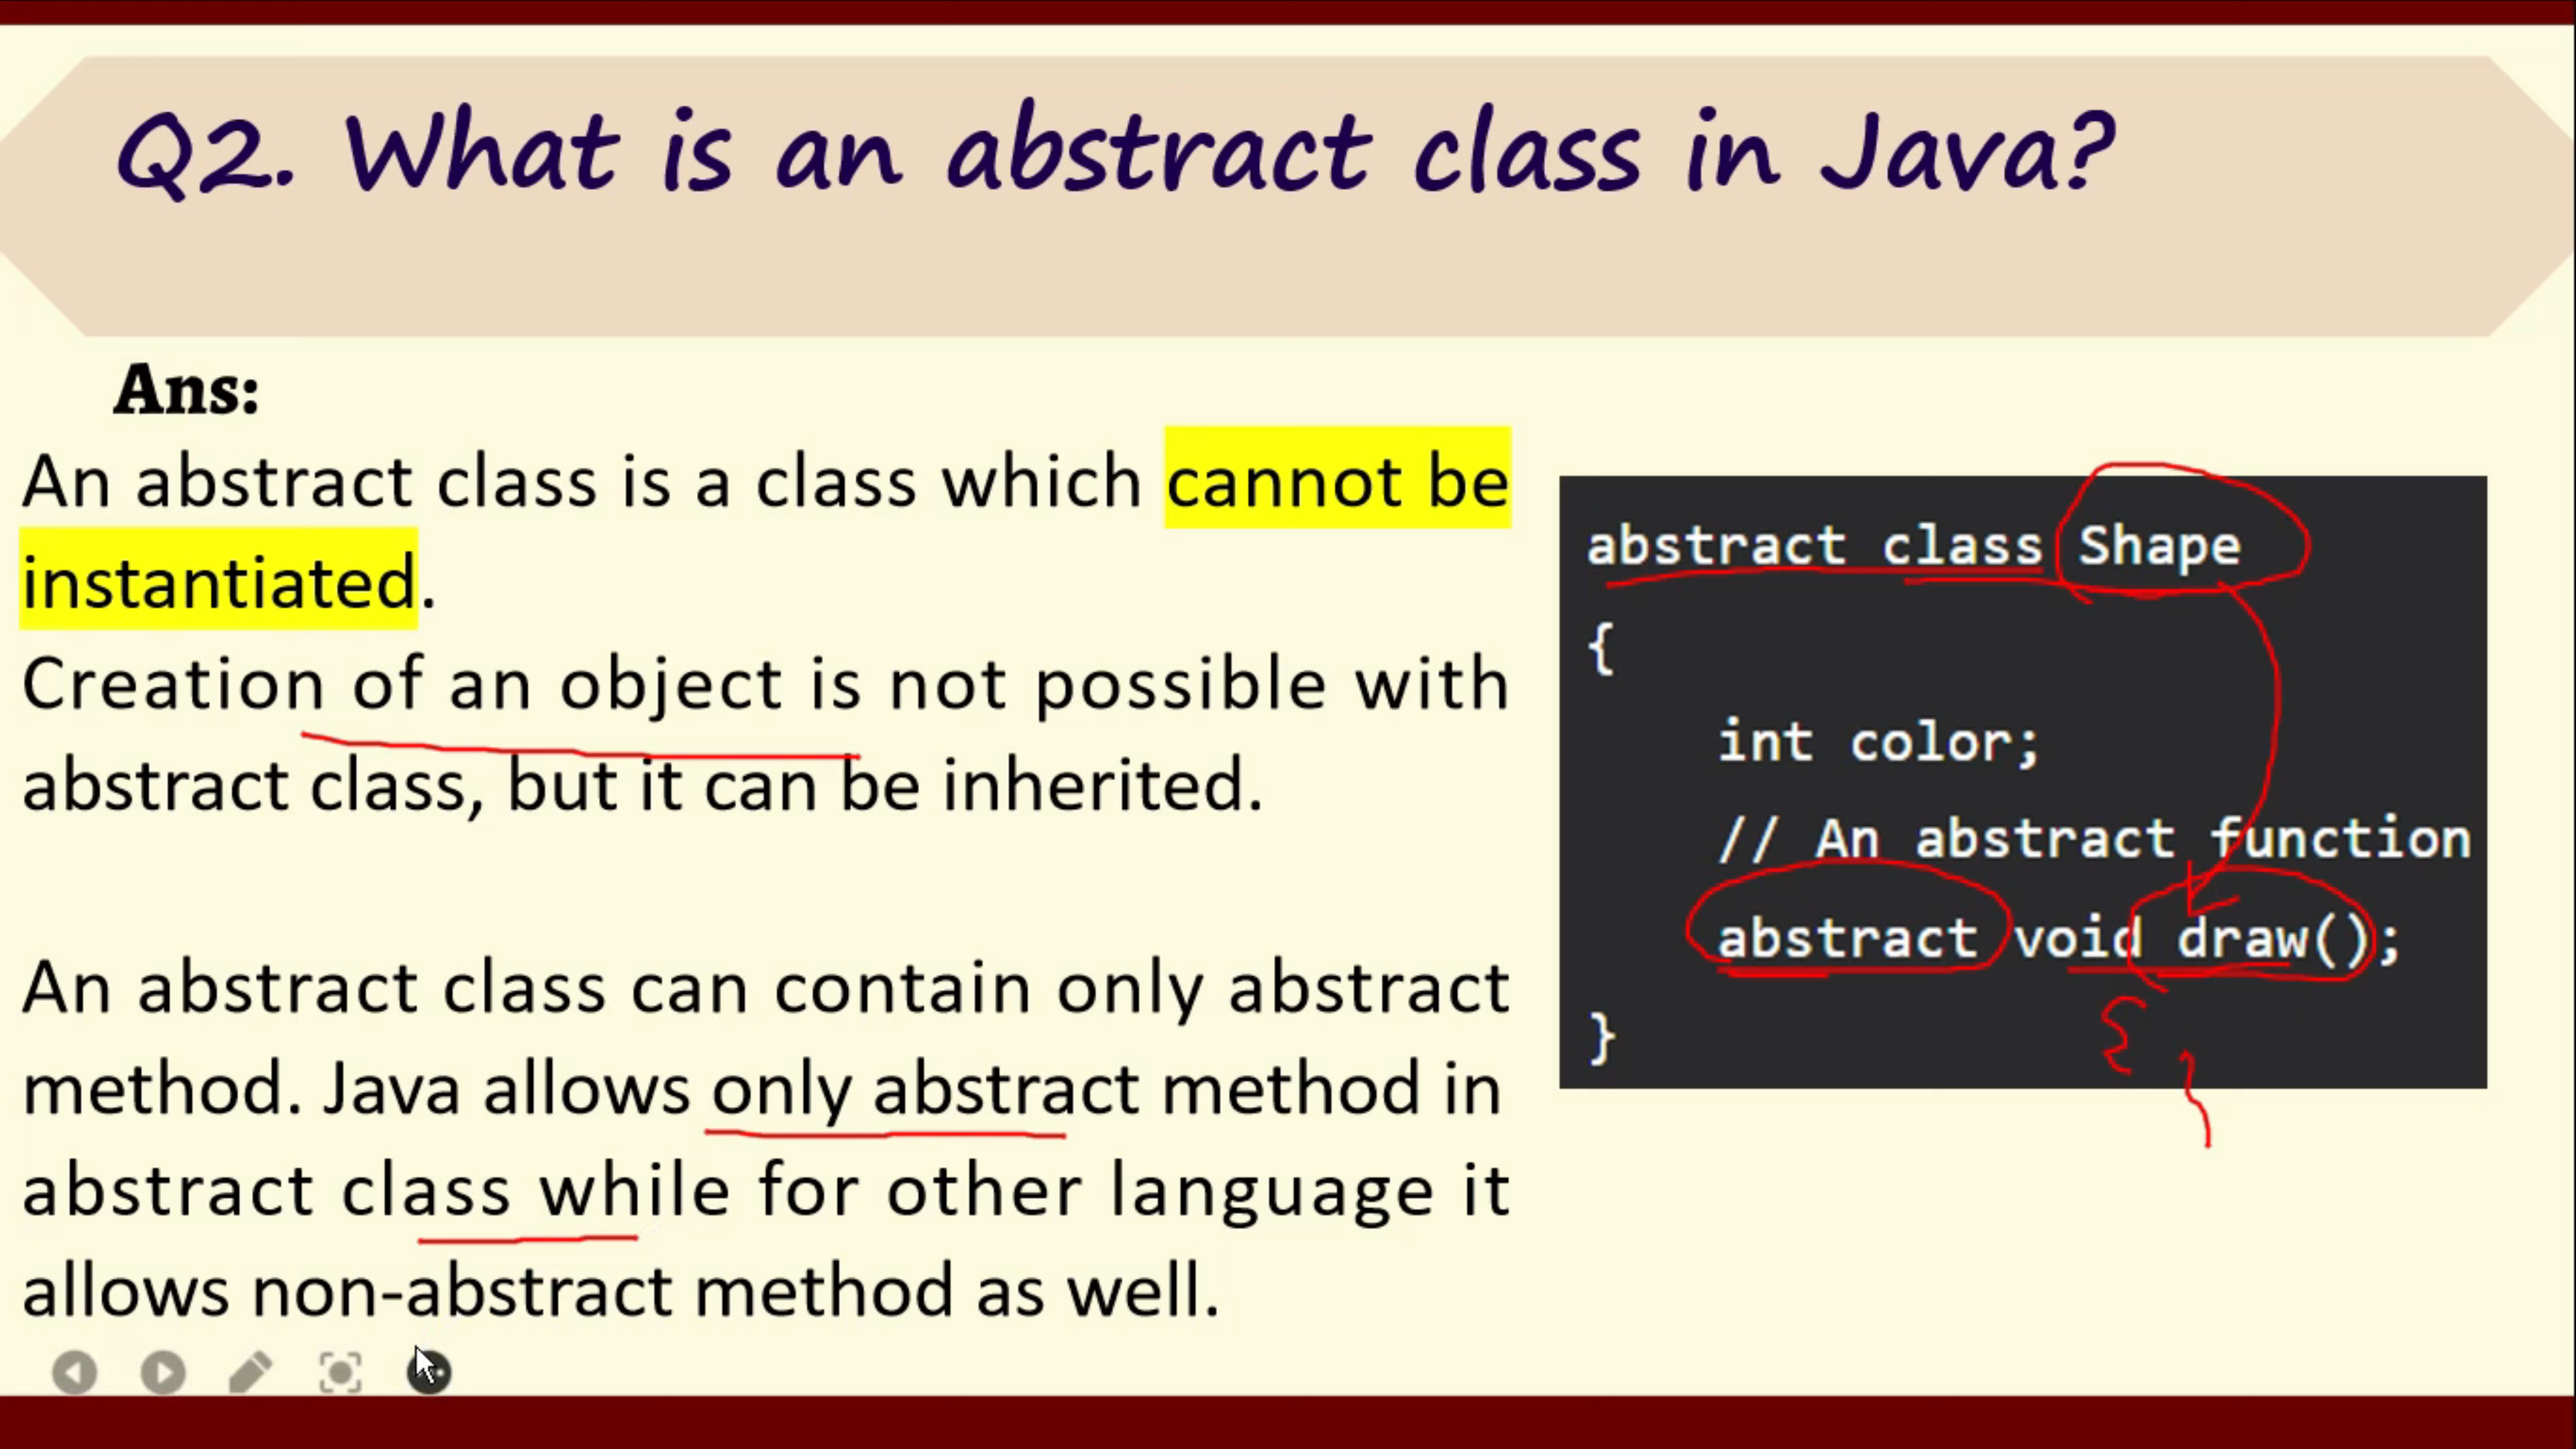 Q2. What is an abstract class in Java?
Ans:
An abstract class is a class which cannot be
instantiated.
Creation of an object is not possible with
abstract class, but it can be inherited.
An abstract class can contain only abstract
method. Java allows only abstract method in
abstract class while for other language it
allows non-abstract method as well.
abstract class Shape
{
int color;
// An abstract function
abstract void draw();
}